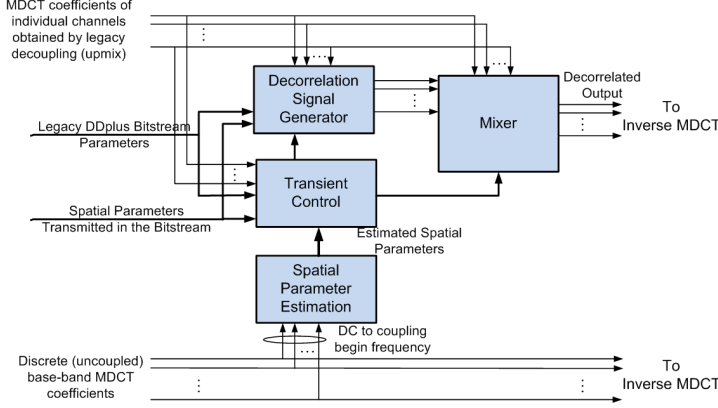 MDCT coefficients of
individual channels
obtained by legacy
decoupling (upmix)
Decorrelation
Signal
Generator
Mixer
Decorrelated
Output
To
Inverse MDCT
Legacy DDplus Bitstream
Parameters
Transient
Control
Spatial Parameters
Transmitted in the Bitstream
Estimated Spatial
Parameters
Spatial
Parameter
Estimation
DC to coupling
begin frequency
Discrete (uncoupled)
base-band MDCT
coefficients
To
Inverse MDCT